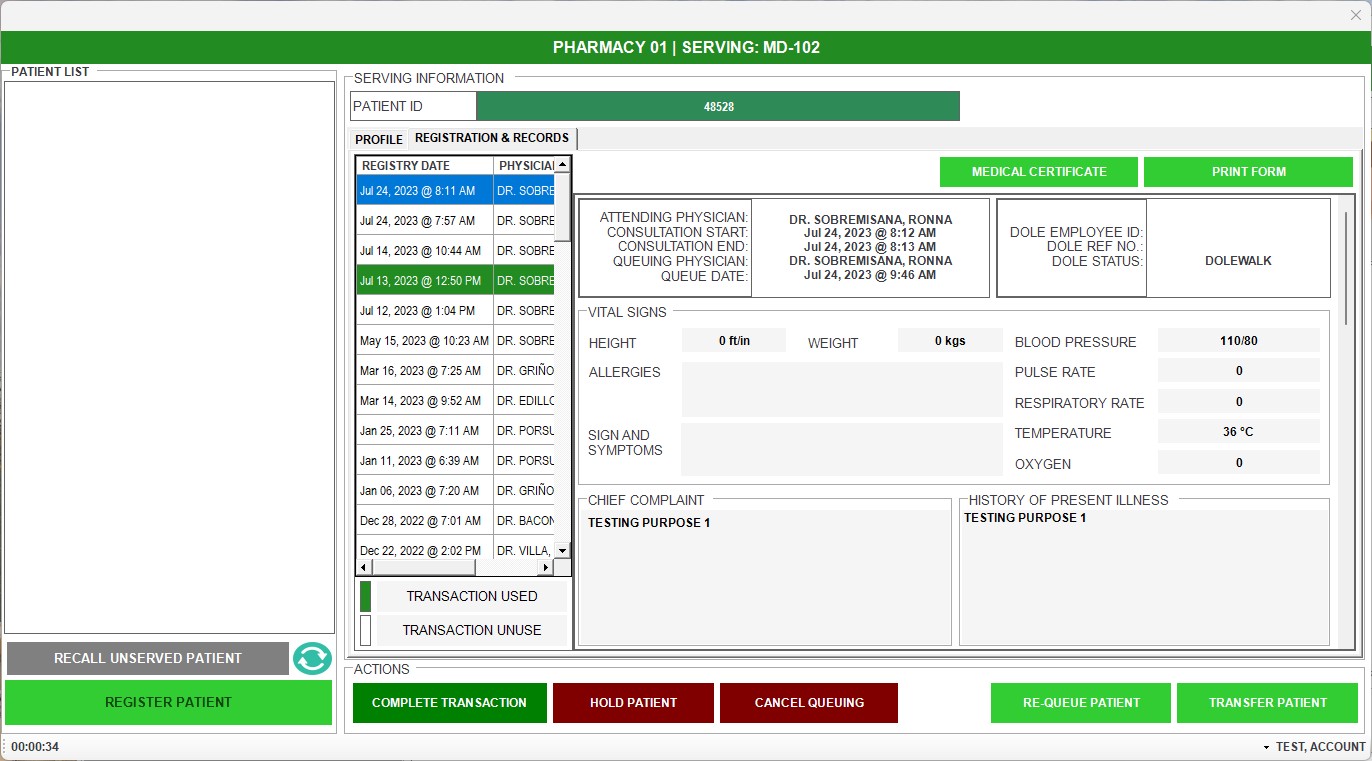 PHARMACY 01 | SERVING: MD-102
PATIENT LIST
RECALL UNSERVED PATIENT
REGISTER PATIENT
00:00:34
SERVING INFORMATION
PATIENT ID 48528
PROFILE REGISTRATION & RECORDS
REGISTRY DATE PHYSICIA
Jul 24, 2023 @ 8:11 AM DR. SOBRE
Jul 24, 2023 @ 7:57 AM DR. SOBRE
Jul 14, 2023 @ 10:44 AM DR. SOBRE
Jul 13, 2023 @ 12:50 PM DR. SOBRE
Jul 12, 2023 @ 1:04 PM DR. SOBRE
May 15, 2023 @ 10:23 AM DR. SOBRE
Mar 16, 2023 @ 7:25 AM DR. GRIÑO
Mar 14, 2023 @ 9:52 AM DR. EDILLO
Jan 25, 2023 @ 7:11 AM DR. PORSU
Jan 11, 2023 @ 6:39 AM DR. PORSU
Jan 06, 2023 @ 7:20 AM DR. GRIÑO
Dec 28, 2022 @ 7:01 AM DR. BACON
Dec 22, 2022 @ 2:02 PM DR. VILLA,
TRANSACTION USED
TRANSACTION UNUSE
MEDICAL CERTIFICATE PRINT FORM
ATTENDING PHYSICIAN: DR. SOBREMISANA, RONNA
CONSULTATION START: Jul 24, 2023 @ 8:12 AM
CONSULTATION END: Jul 24, 2023 @ 8:13 AM
QUEUING PHYSICIAN: DR. SOBREMISANA, RONNA
QUEUE DATE: Jul 24, 2023 @ 9:46 AM
DOLE EMPLOYEE ID:
DOLE REF NO.:
DOLE STATUS: DOLEWALK
VITAL SIGNS
HEIGHT 0 ft/in WEIGHT 0 kgs
ALLERGIES
SIGN AND
SYMPTOMS
BLOOD PRESSURE 110/80
PULSE RATE 0
RESPIRATORY RATE 0
TEMPERATURE 36 °C
OXYGEN 0
CHIEF COMPLAINT
TESTING PURPOSE 1
HISTORY OF PRESENT ILLNESS
TESTING PURPOSE 1
ACTIONS
COMPLETE TRANSACTION HOLD PATIENT CANCEL QUEUING RE-QUEUE PATIENT TRANSFER PATIENT
TEST, ACCOUNT